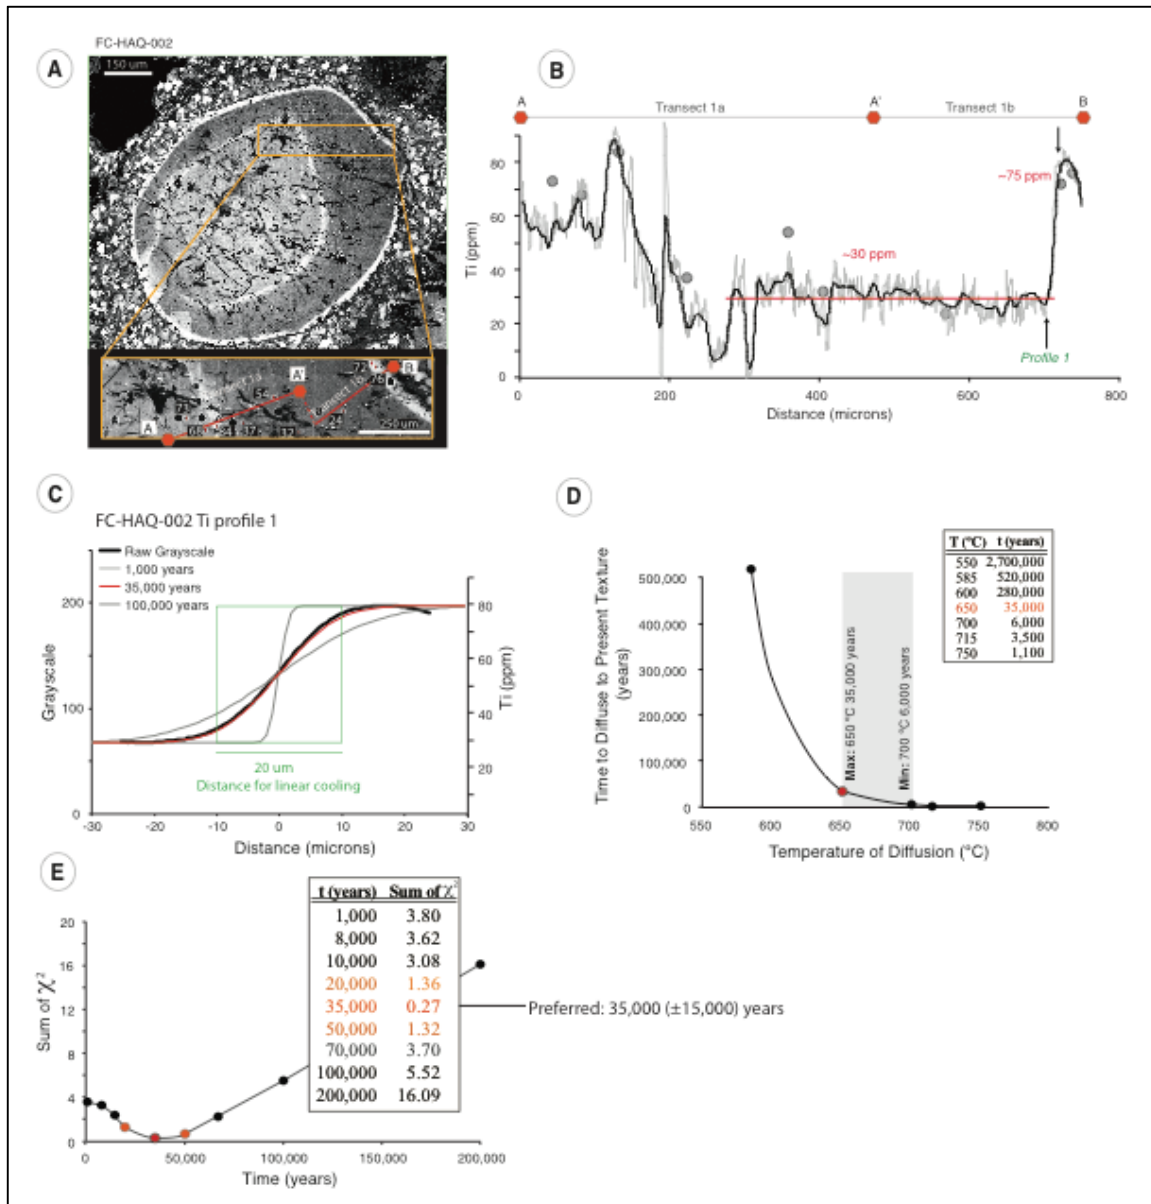 FC-HAQ-002
A
150 um
A
A'
B
Transect 1b
72
76
54
71
68
37
12
24
250 um
B
A
Transect 1a
A'
Transect 1b
B
Ti (ppm)
80
60
40
20
0
~75 ppm
~30 ppm
Profile 1
0
200
400
600
800
Distance (microns)
C
FC-HAQ-002 Ti profile 1
Raw Grayscale
1,000 years
35,000 years
100,000 years
Grayscale
200
100
0
Ti (ppm)
80
60
40
20
20 um
Distance for linear cooling
-30
-20
-10
0
10
20
30
Distance (microns)
D
Time to Diffuse to Present Texture
(years)
500,000
400,000
300,000
200,000
100,000
0
Max: 650 °C 35,000 years
Min: 700 °C 6,000 years
T (°C) t (years)
550 2,700,000
585 520,000
600 280,000
650 35,000
700 6,000
715 3,500
750 1,100
550
600
650
700
750
800
Temperature of Diffusion (°C)
E
Sum of χ²
20
16
12
8
4
0
t (years) Sum of χ²
1,000 3.80
8,000 3.62
10,000 3.08
20,000 1.36
35,000 0.27
50,000 1.32
70,000 3.70
100,000 5.52
200,000 16.09
Preferred: 35,000 (±15,000) years
0
50,000
100,000
150,000
200,000
Time (years)